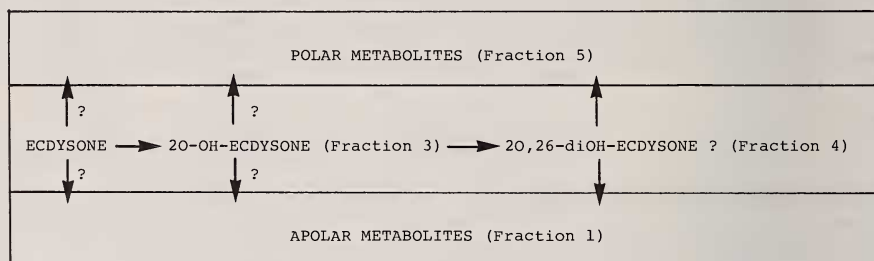 POLAR METABOLITES (Fraction 5)
? ?
ECDYSONE 20-OH-ECDYSONE (Fraction 3) 20,26-diOH-ECDYSONE ? (Fraction 4)
? ?
APOLAR METABOLITES (Fraction 1)